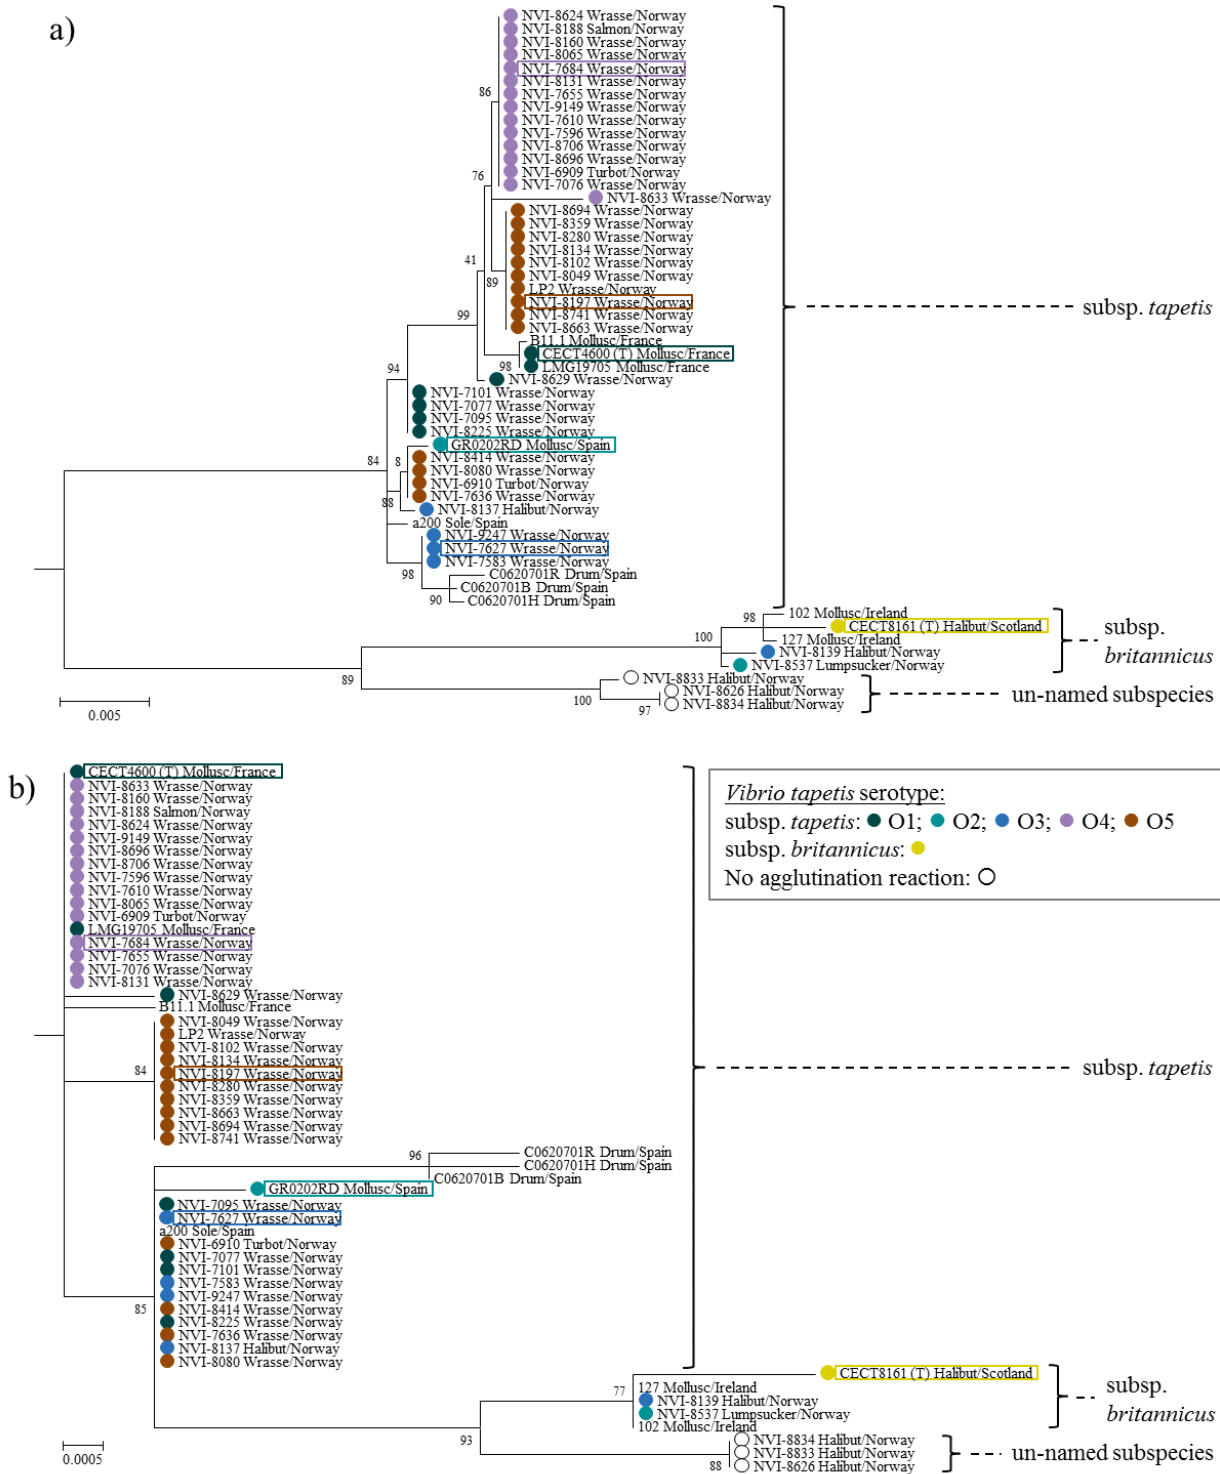 a)
NVI-8624 Wrasse/Norway
NVI-8188 Salmon/Norway
NVI-8160 Wrasse/Norway
NVI-8065 Wrasse/Norway
NVI-7684 Wrasse/Norway
NVI-8131 Wrasse/Norway
86
NVI-7655 Wrasse/Norway
NVI-9149 Wrasse/Norway
NVI-7610 Wrasse/Norway
NVI-7596 Wrasse/Norway
NVI-8706 Wrasse/Norway
NVI-8696 Wrasse/Norway
NVI-6909 Turbot/Norway
76
NVI-7076 Wrasse/Norway
NVI-8633 Wrasse/Norway
NVI-8694 Wrasse/Norway
NVI-8359 Wrasse/Norway
NVI-8280 Wrasse/Norway
NVI-8134 Wrasse/Norway
41
NVI-8102 Wrasse/Norway
NVI-8049 Wrasse/Norway
89
LP2 Wrasse/Norway
NVI-8197 Wrasse/Norway
subsp. tapetis
NVI-8741 Wrasse/Norway
99
NVI-8663 Wrasse/Norway
B11.1 Mollusc/France
CECT4600 (T) Mollusc/France
98
LMG19705 Mollusc/France
94
NVI-8629 Wrasse/Norway
NVI-7101 Wrasse/Norway
NVI-7077 Wrasse/Norway
NVI-7095 Wrasse/Norway
NVI-8225 Wrasse/Norway
GR0202RD Mollusc/Spain
84
8
NVI-8414 Wrasse/Norway
NVI-8080 Wrasse/Norway
NVI-6910 Turbot/Norway
88
NVI-7636 Wrasse/Norway
NVI-8137 Halibut/Norway
a200 Sole/Spain
NVI-9247 Wrasse/Norway
NVI-7627 Wrasse/Norway
NVI-7583 Wrasse/Norway
98
C0620701R Drum/Spain
C0620701B Drum/Spain
90
C0620701H Drum/Spain
102 Mollusc/Ireland
98
CECT8161 (T) Halibut/Scotland
127 Mollusc/Ireland
100
NVI-8139 Halibut/Norway
NVI-8537 Lumpsucker/Norway
subsp.
britannicus
89
NVI-8833 Halibut/Norway
NVI-8626 Halibut/Norway
100
97
NVI-8834 Halibut/Norway
un-named subspecies
0.005
b)
CECT4600 (T) Mollusc/France
NVI-8633 Wrasse/Norway
NVI-8160 Wrasse/Norway
NVI-8188 Salmon/Norway
NVI-8624 Wrasse/Norway
NVI-9149 Wrasse/Norway
NVI-8696 Wrasse/Norway
NVI-8706 Wrasse/Norway
NVI-7596 Wrasse/Norway
NVI-7610 Wrasse/Norway
NVI-8065 Wrasse/Norway
NVI-6909 Turbot/Norway
LMG19705 Mollusc/France
NVI-7684 Wrasse/Norway
NVI-7655 Wrasse/Norway
NVI-7076 Wrasse/Norway
NVI-8131 Wrasse/Norway
Vibrio tapetis serotype:
subsp. tapetis: O1; O2; O3; O4; O5
subsp. britannicus:
No agglutination reaction:
NVI-8629 Wrasse/Norway
B11.1 Mollusc/France
NVI-8049 Wrasse/Norway
LP2 Wrasse/Norway
NVI-8102 Wrasse/Norway
NVI-8134 Wrasse/Norway
84
NVI-8197 Wrasse/Norway
subsp. tapetis
NVI-8280 Wrasse/Norway
NVI-8359 Wrasse/Norway
NVI-8663 Wrasse/Norway
NVI-8694 Wrasse/Norway
NVI-8741 Wrasse/Norway
C0620701R Drum/Spain
96
C0620701H Drum/Spain
C0620701B Drum/Spain
GR0202RD Mollusc/Spain
NVI-7095 Wrasse/Norway
NVI-7627 Wrasse/Norway
a200 Sole/Spain
NVI-6910 Turbot/Norway
NVI-7077 Wrasse/Norway
NVI-7101 Wrasse/Norway
NVI-7583 Wrasse/Norway
NVI-9247 Wrasse/Norway
85
NVI-8414 Wrasse/Norway
NVI-8225 Wrasse/Norway
NVI-7636 Wrasse/Norway
NVI-8137 Halibut/Norway
NVI-8080 Wrasse/Norway
CECT8161 (T) Halibut/Scotland
77
127 Mollusc/Ireland
NVI-8139 Halibut/Norway
NVI-8537 Lumpsucker/Norway
102 Mollusc/Ireland
subsp.
britannicus
93
NVI-8834 Halibut/Norway
NVI-8833 Halibut/Norway
88
NVI-8626 Halibut/Norway
un-named subspecies
0.0005